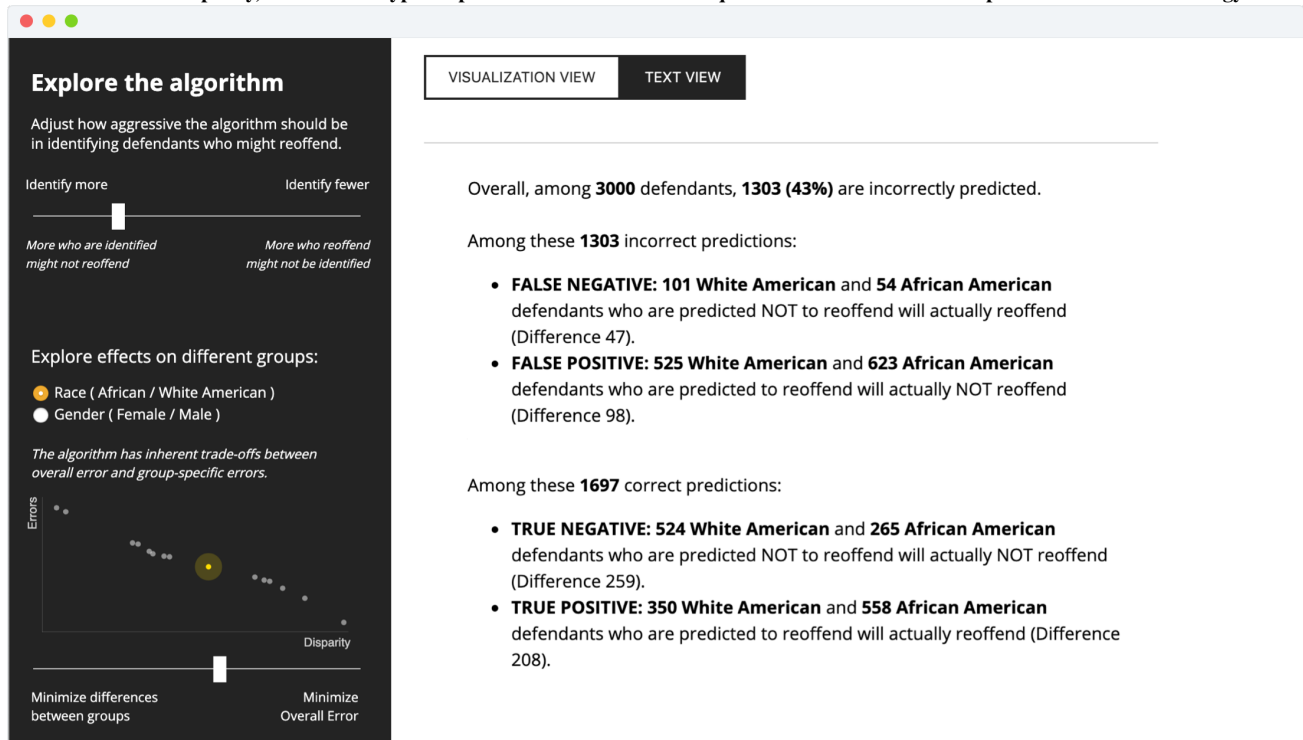 Explore the algorithm
Adjust how aggressive the algorithm should be
in identifying defendants who might reoffend.
Identify more
Identify fewer
More who are identified
might not reoffend
More who reoffend
might not be identified
Explore effects on different groups:
Race ( African / White American )
Gender ( Female / Male )
The algorithm has inherent trade-offs between
overall error and group-specific errors.
Errors
Disparity
Minimize differences
between groups
Minimize
Overall Error
VISUALIZATION VIEW
TEXT VIEW
Overall, among 3000 defendants, 1303 (43%) are incorrectly predicted.
Among these 1303 incorrect predictions:
• FALSE NEGATIVE: 101 White American and 54 African American
defendants who are predicted NOT to reoffend will actually reoffend
(Difference 47).
• FALSE POSITIVE: 525 White American and 623 African American
defendants who are predicted to reoffend will actually NOT reoffend
(Difference 98).
Among these 1697 correct predictions:
• TRUE NEGATIVE: 524 White American and 265 African American
defendants who are predicted NOT to reoffend will actually NOT reoffend
(Difference 259).
• TRUE POSITIVE: 350 White American and 558 African American
defendants who are predicted to reoffend will actually reoffend (Difference
208).